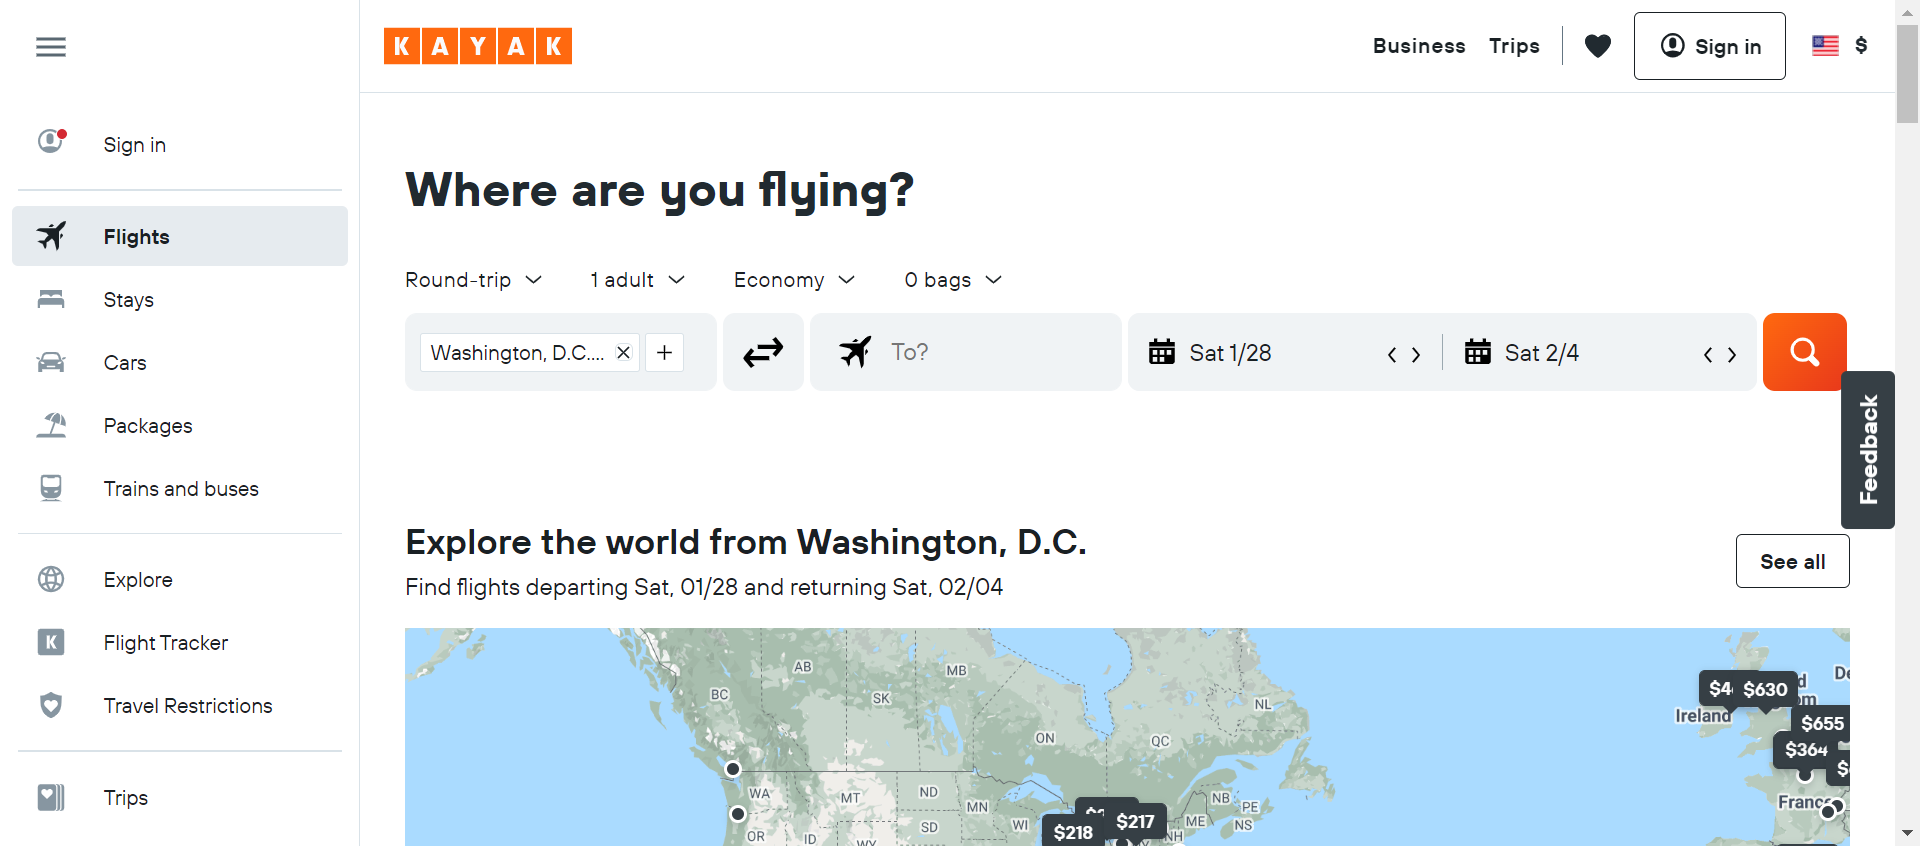 KAYAK
Business
Trips
Sign in
$
Sign in
Flights
Stays
Cars
Packages
Trains and buses
Explore
K
Flight Tracker
Travel Restrictions
Trips
Where are you flying?
Round-trip
1 adult
Economy
0 bags
Washington, D.C....
To?
Sat 1/28
Sat 2/4
Feedback
Explore the world from Washington, D.C.
Find flights departing Sat, 01/28 and returning Sat, 02/04
See all
AB
MB
BC
SK
NL
ON
QC
$630
Ireland
$655
$364
WA
MT
ND
MN
NB
PE
France
OR
ID
SD
WI
$218
$217
ME
NS
NH
WY